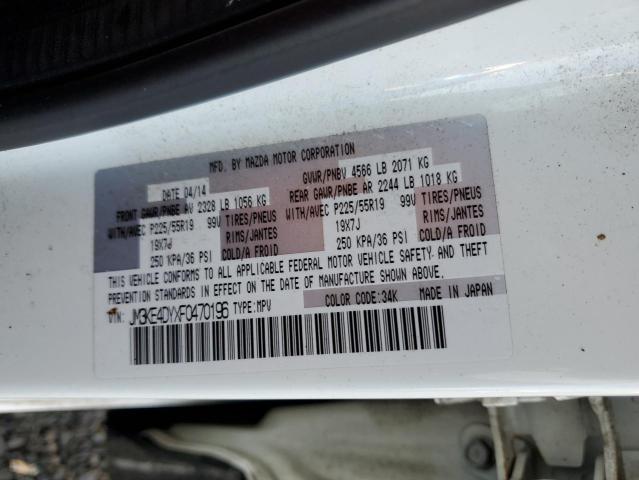 MFD. BY MAZDA MOTOR CORPORATION
DATE 04/14 GVWR/PNBV 4566 LB 2071 KG
FRONT GAWR/PNBE AV 2328 LB 1056 KG REAR GAWR/PNBE AR 2244 LB 1018 KG
WITH/AVEC P225/55R19 99V TIRES/PNEUS WITH/AVEC P225/55R19 99V TIRES/PNEUS
19X7J RIMS/JANTES 19X7J RIMS/JANTES
250 KPA/36 PSI COLD/A FROID 250 KPA/36 PSI COLD/A FROID
THIS VEHICLE CONFORMS TO ALL APPLICABLE FEDERAL MOTOR VEHICLE SAFETY AND THEFT
PREVENTION STANDARDS IN EFFECT ON THE DATE OF MANUFACTURE SHOWN ABOVE.
COLOR CODE:34K MADE IN JAPAN
VIN: JM3KE4DYXF0470196 TYPE:MPV